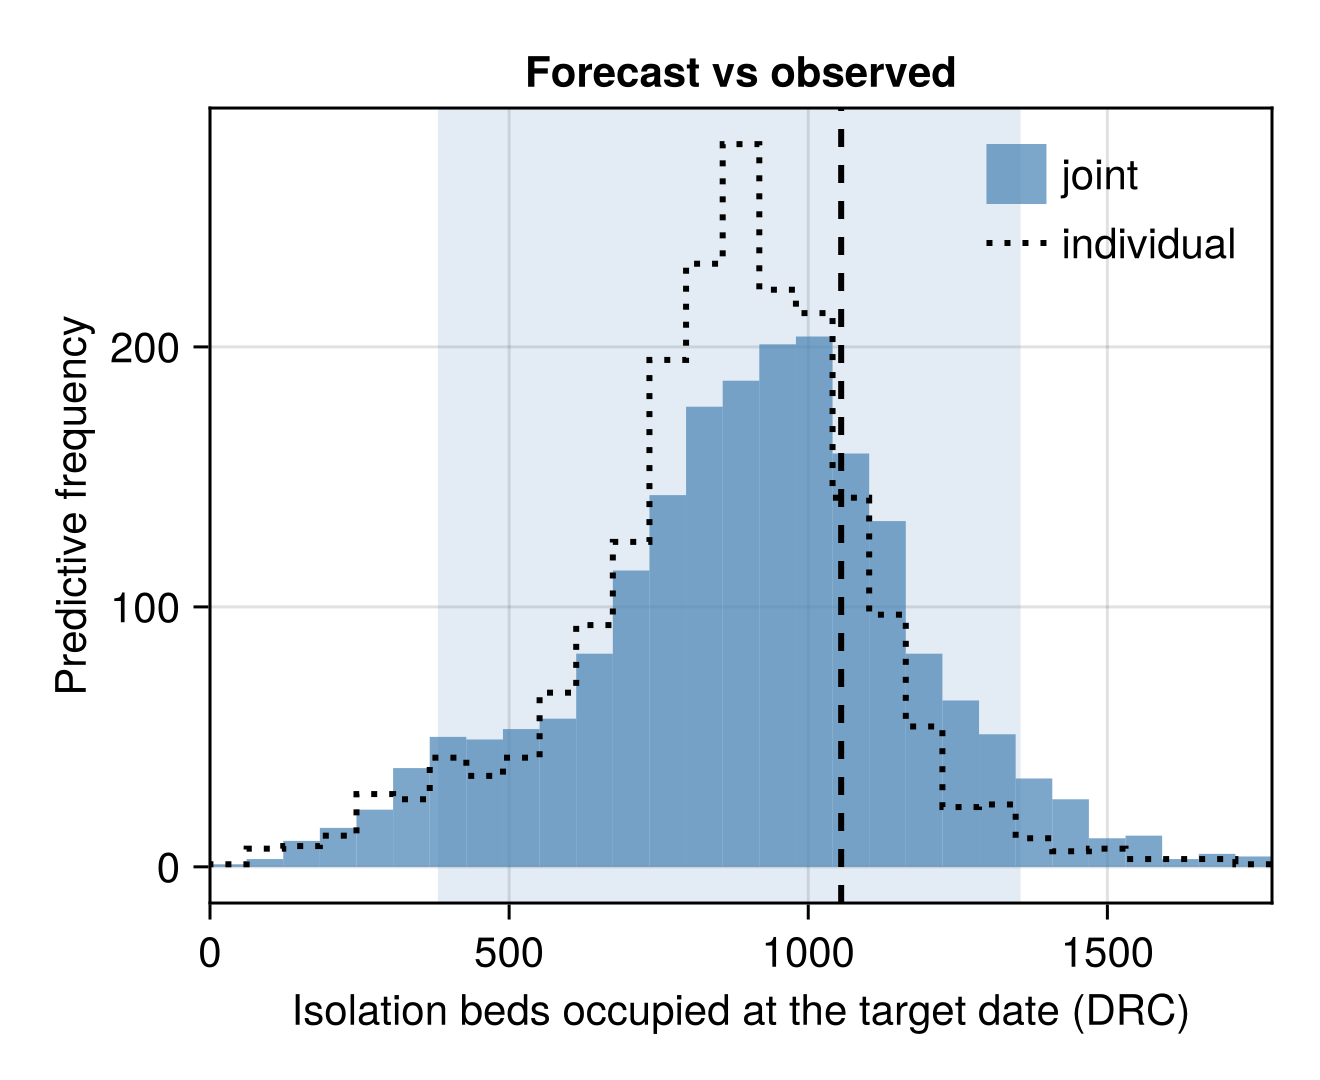 Forecast vs observed
joint
individual
Predictive frequency
200
100
0
0 500 1000 1500
Isolation beds occupied at the target date (DRC)